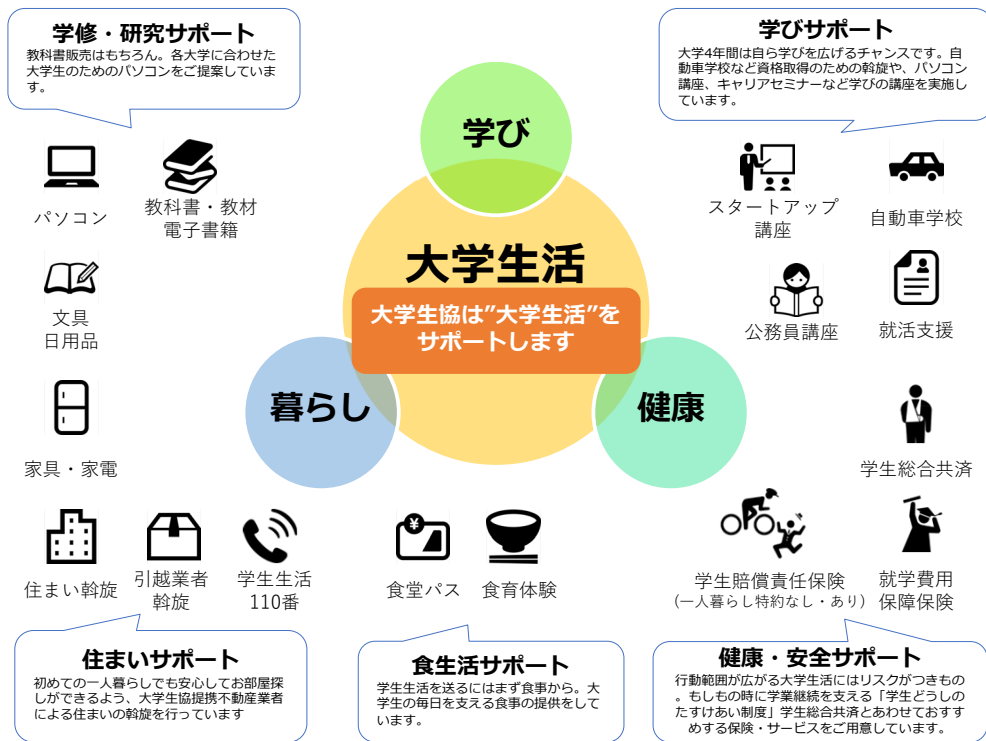 学修・研究サポート
教科書販売はもちろん。各大学に合わせた
大学生のためのパソコンをご提案していま
す。
学びサポート
大学4年間は自ら学びを広げるチャンスです。自
動車学校など資格取得のための斡旋や、パソコン
講座、キャリアセミナーなど学びの講座を実施し
ています。
学び
パソコン
教科書・教材
電子書籍
スタートアップ
講座
自動車学校
大学生活
大学生協は”大学生活”を
サポートします
文具
日用品
公務員講座
就活支援
暮らし
健康
家具・家電
学生総合共済
¥
住まい斡旋
引越業者
斡旋
学生生活
110番
食堂パス
食育体験
学生賠償責任保険
(一人暮らし特約なし・あり)
就学費用
保障保険
住まいサポート
初めての一人暮らしでも安心してお部屋探
しができるよう、大学生協提携不動産業者
による住まいの斡旋を行っています
食生活サポート
学生生活を送るにはまず食事から。大
学生の毎日を支える食事の提供をして
います。
健康・安全サポート
行動範囲が広がる大学生活にはリスクがつきもの
。もしもの時に学業継続を支える「学生どうしの
たすけあい制度」学生総合共済とあわせておすす
めする保険・サービスをご用意しています。